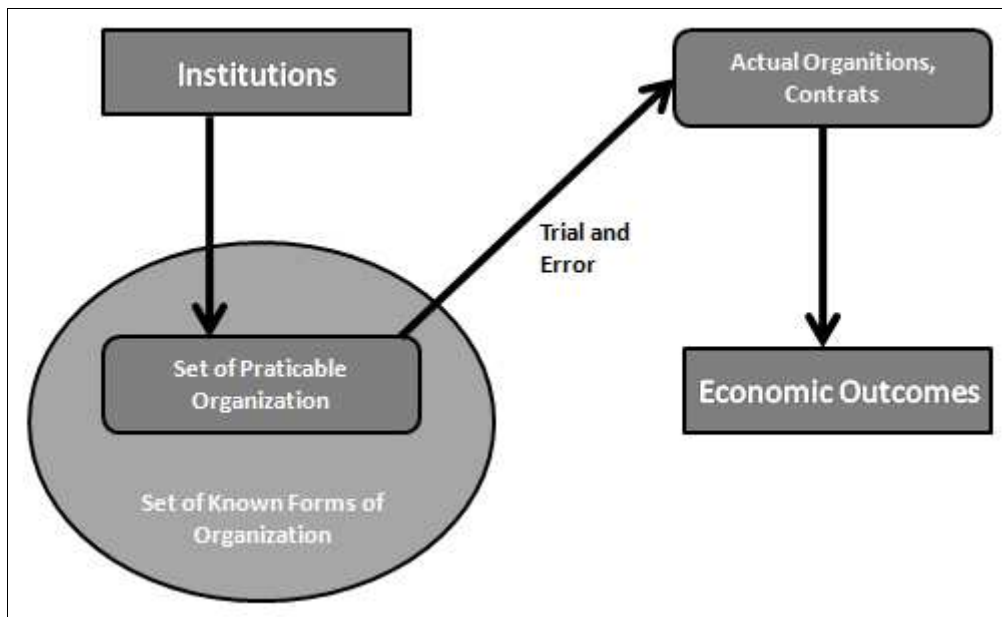 Institutions
Actual Organitions,
Contrats
Trial and
Error
Set of Praticable
Organization
Economic Outcomes
Set of Known Forms of
Organization